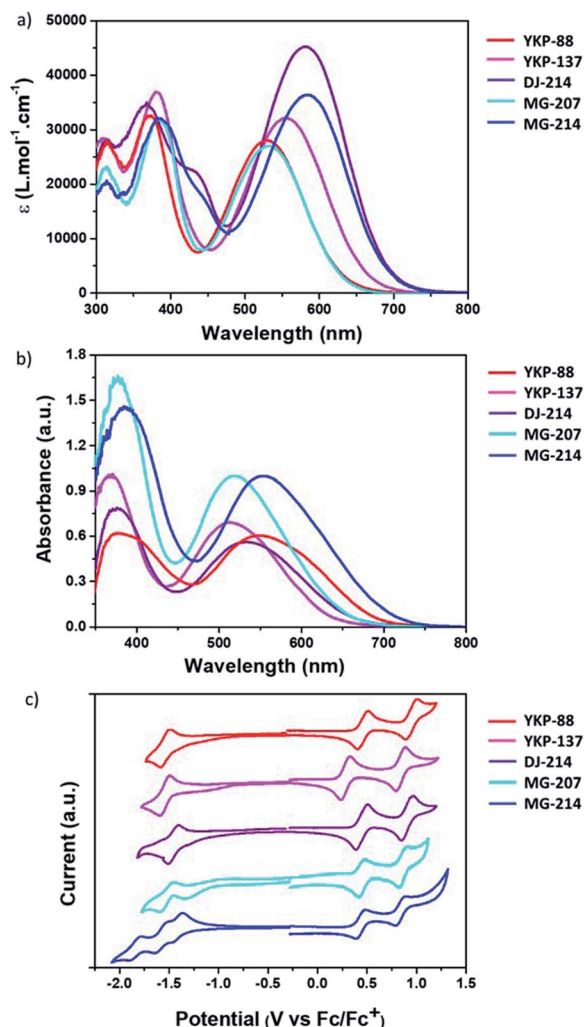 a)
50000
40000
30000
20000
10000
0
ε (L.mol⁻¹.cm⁻¹)
300 400 500 600 700 800
Wavelength (nm)
YKP-88
YKP-137
DJ-214
MG-207
MG-214
b)
1.8
1.5
1.2
0.9
0.6
0.3
0.0
Absorbance (a.u.)
400 500 600 700 800
Wavelength (nm)
YKP-88
YKP-137
DJ-214
MG-207
MG-214
c)
Current (a.u.)
-2.0 -1.5 -1.0 -0.5 0.0 0.5 1.0 1.5
Potential (V vs Fc/Fc⁺)
YKP-88
YKP-137
DJ-214
MG-207
MG-214